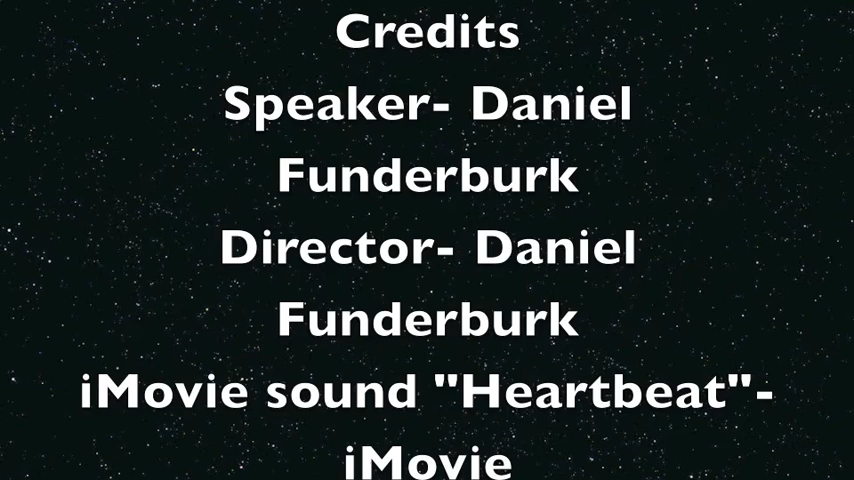 Credits
Speaker- Daniel
Funderburk
Director- Daniel
Funderburk
iMovie sound "Heartbeat"-
iMovie